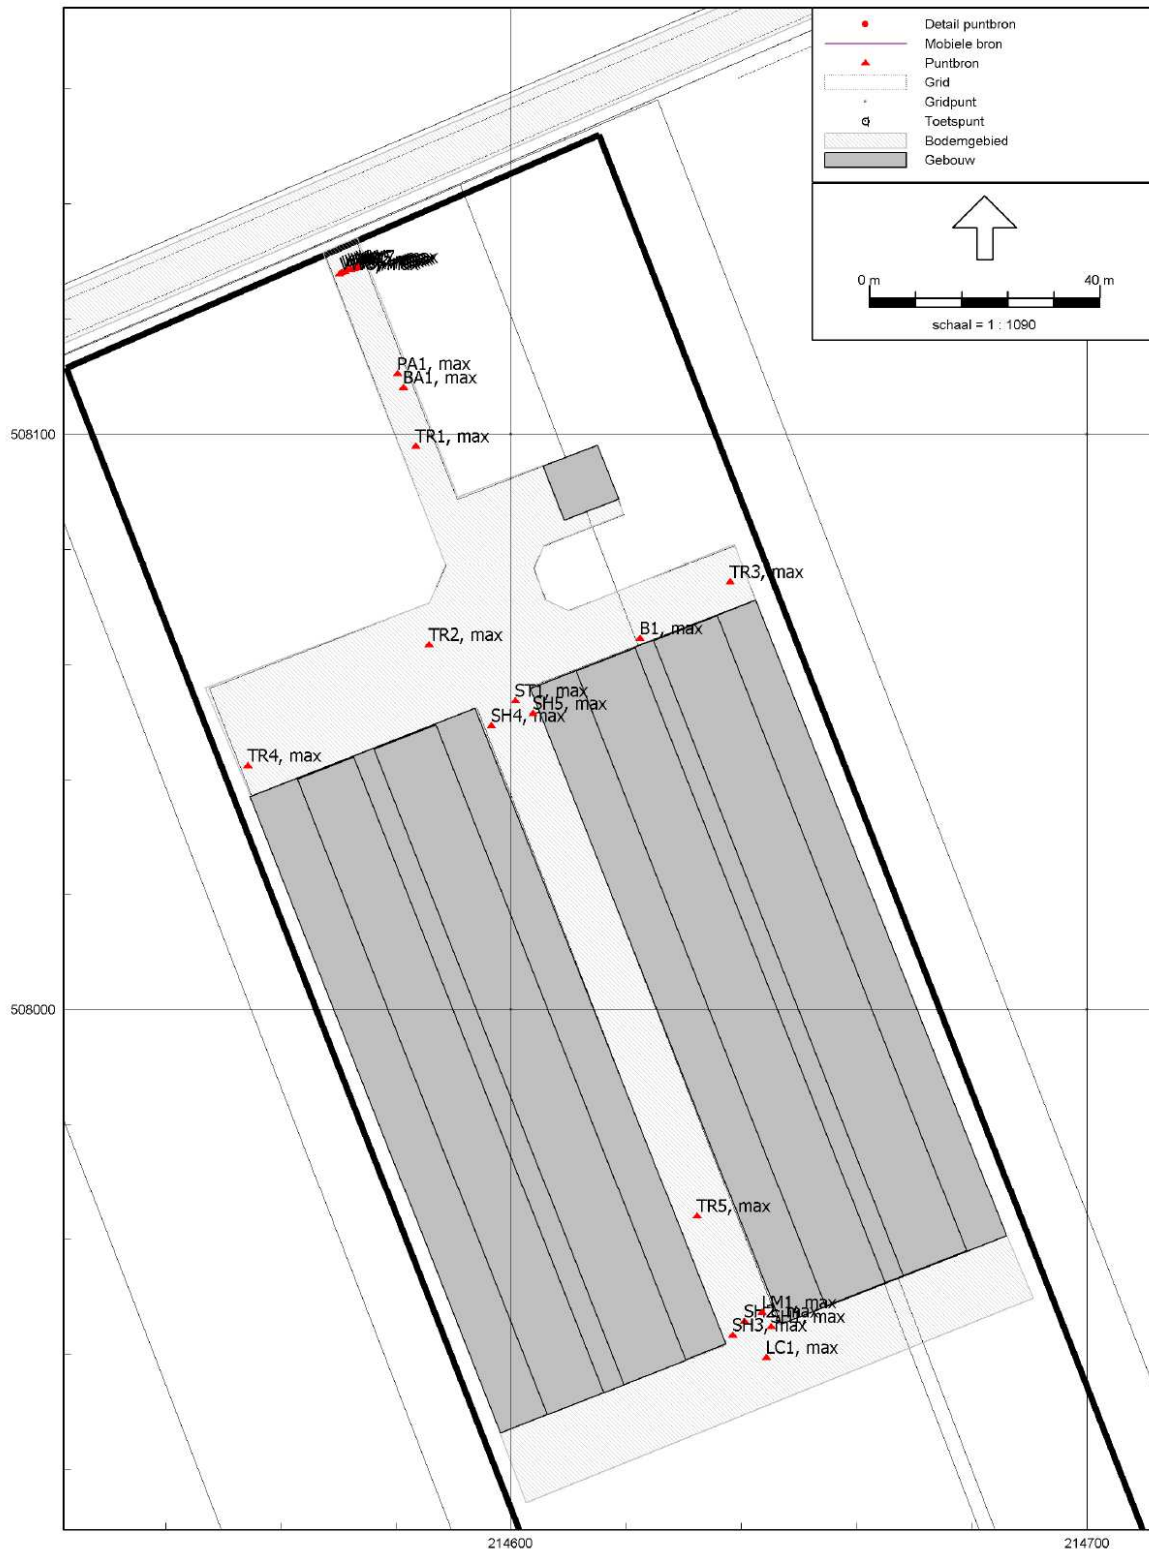 Detail puntbron
Mobiele bron
Puntbron
Grid
Gridpunt
Toetspunt
Bodemgebied
Gebouw
0 m 40 m
schaal = 1 : 1090
PA1, max
BA1, max
508100
TR1, max
TR3, max
B1, max
TR2, max
ST1, max
SH5, max
SH4, max
TR4, max
508000
TR5, max
LM1, max
SH2, max
SH3, max
LC1, max
214600 214700